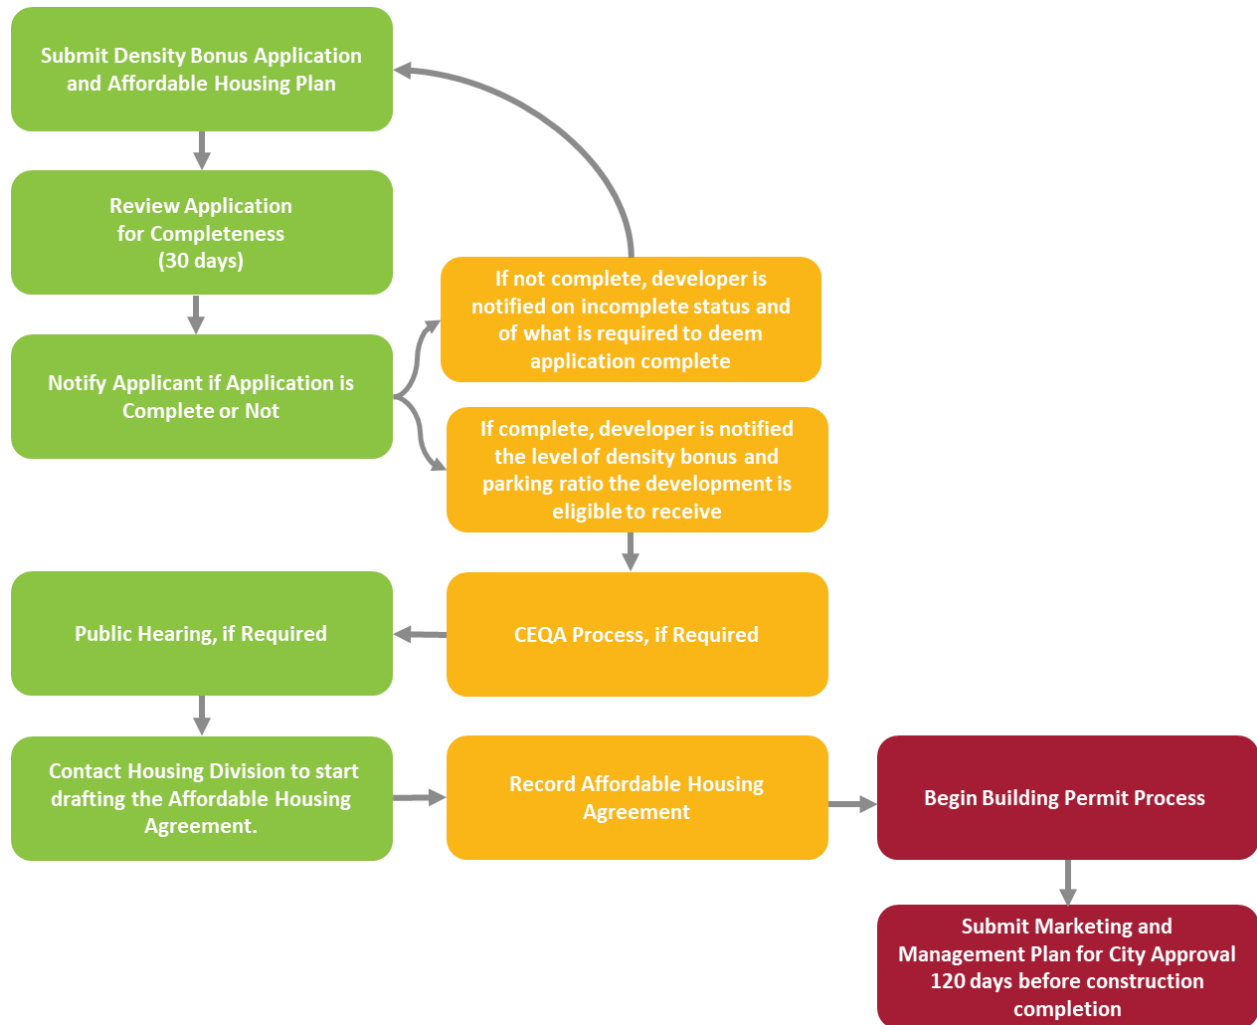 Submit Density Bonus Application
and Affordable Housing Plan
Review Application
for Completeness
(30 days)
Notify Applicant if Application is
Complete or Not
If not complete, developer is
notified on incomplete status and
of what is required to deem
application complete
If complete, developer is notified
the level of density bonus and
parking ratio the development is
eligible to receive
CEQA Process, if Required
Public Hearing, if Required
Contact Housing Division to start
drafting the Affordable Housing
Agreement.
Record Affordable Housing
Agreement
Begin Building Permit Process
Submit Marketing and
Management Plan for City Approval
120 days before construction
completion